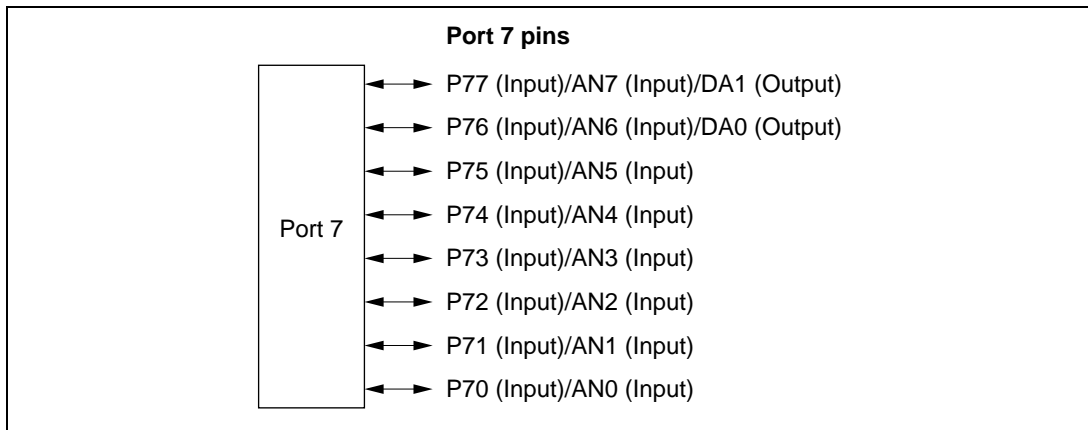 Port 7 pins
P77 (Input)/AN7 (Input)/DA1 (Output)
P76 (Input)/AN6 (Input)/DA0 (Output)
P75 (Input)/AN5 (Input)
P74 (Input)/AN4 (Input)
Port 7
P73 (Input)/AN3 (Input)
P72 (Input)/AN2 (Input)
P71 (Input)/AN1 (Input)
P70 (Input)/AN0 (Input)